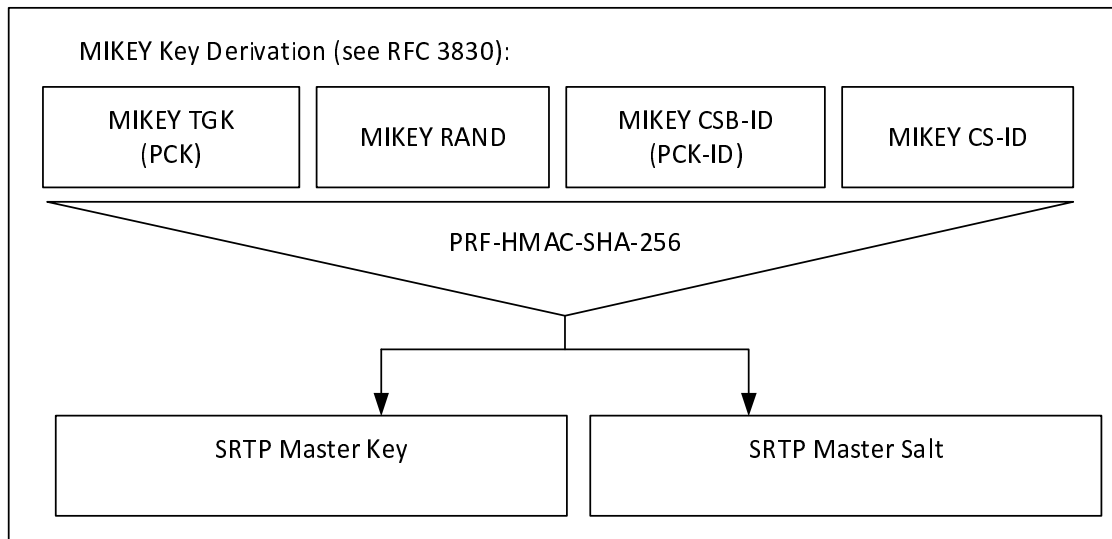 MIKEY Key Derivation (see RFC 3830):
MIKEY TGK
(PCK)
MIKEY RAND
MIKEY CSB-ID
(PCK-ID)
MIKEY CS-ID
PRF-HMAC-SHA-256
SRTP Master Key
SRTP Master Salt